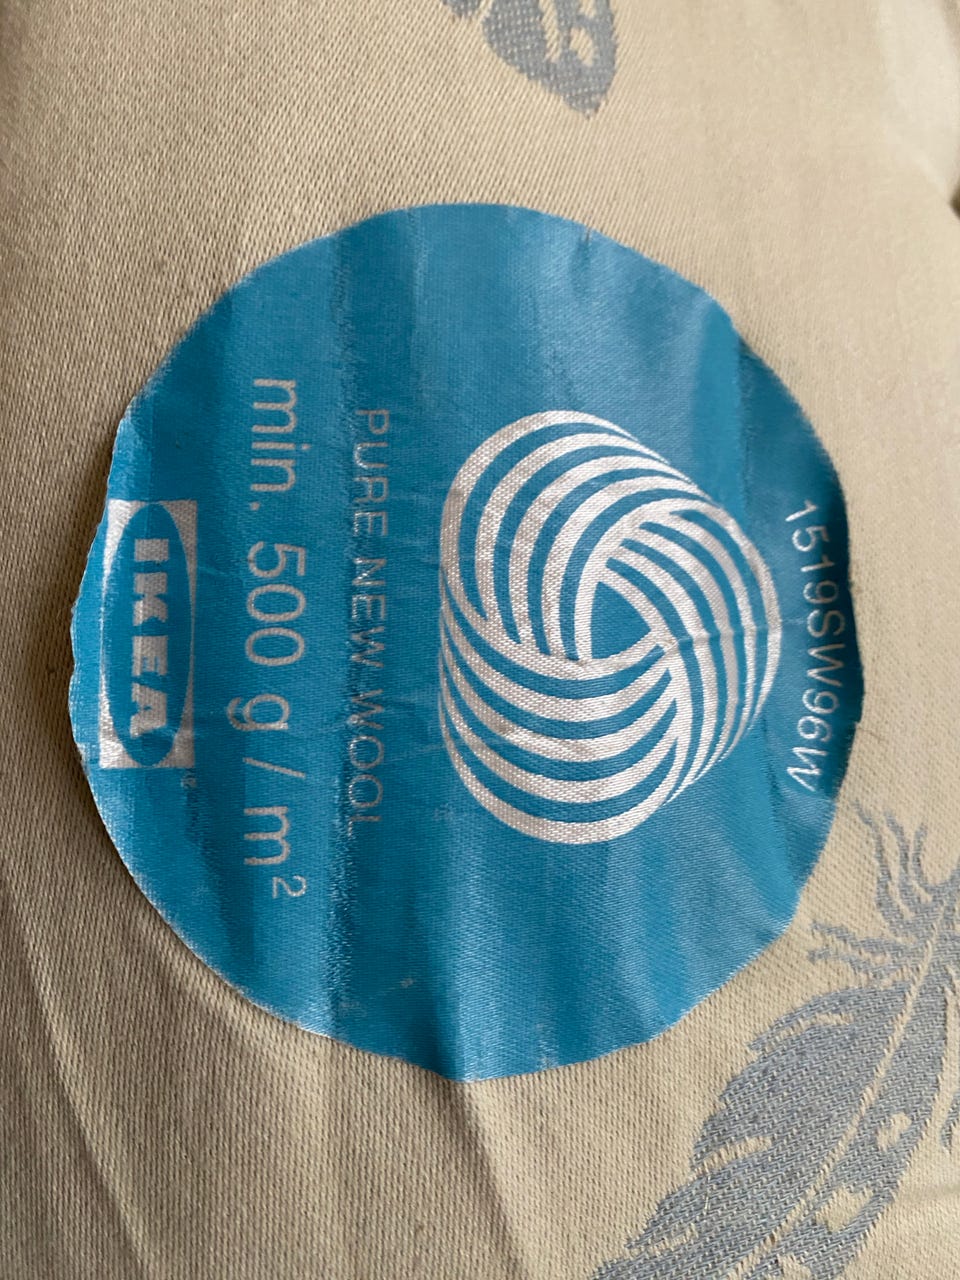 1519SW96W
PURE NEW WOOL
min. 500 g / m²
IKEA